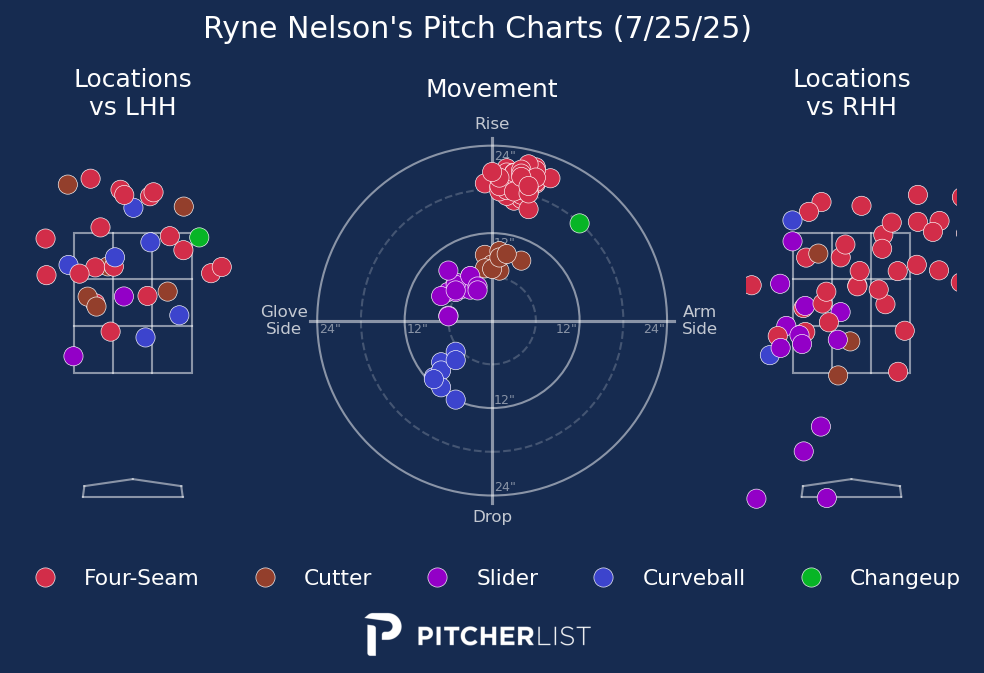 Ryne Nelson's Pitch Charts (7/25/25)
Locations
vs LHH
Movement
Locations
vs RHH
Rise
24"
12"
Glove
Side
24"
12"
12"
24"
Arm
Side
12"
24"
Drop
Four-Seam
Cutter
Slider
Curveball
Changeup
PITCHERLIST